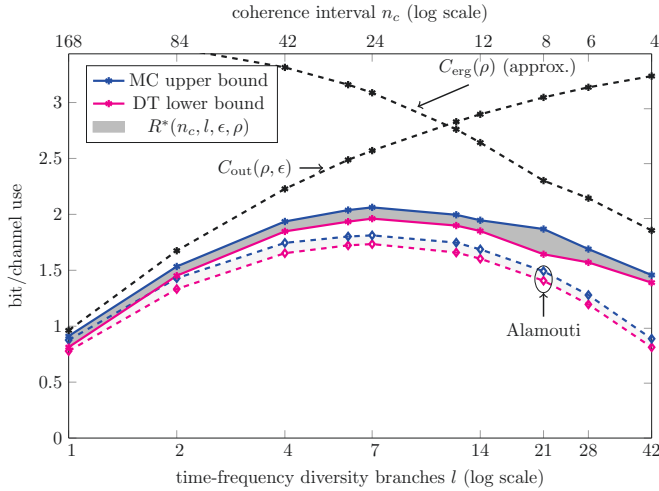 coherence interval n_c (log scale)
168 84 42 24 12 8 6 4
MC upper bound
DT lower bound
R*(n_c, l, ϵ, ρ)
C_erg(ρ) (approx.)
C_out(ρ, ϵ)
Alamouti
bit/channel use
3
2.5
2
1.5
1
0.5
0
1 2 4 7 14 21 28 42
time-frequency diversity branches l (log scale)